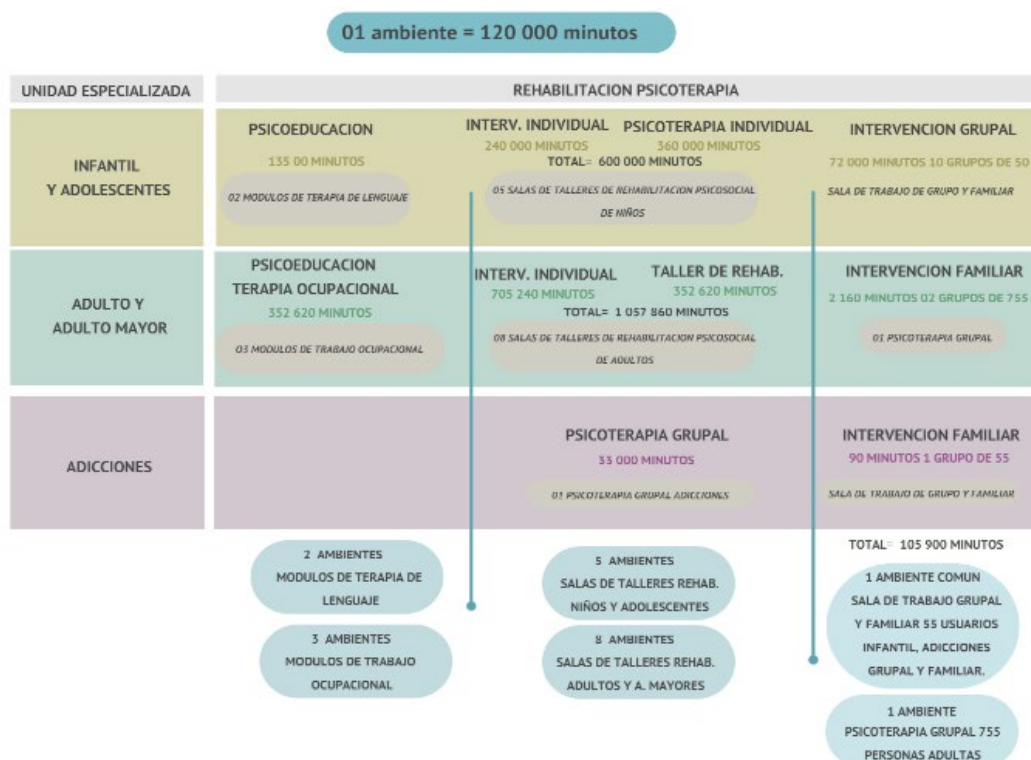 01 ambiente = 120 000 minutos
UNIDAD ESPECIALIZADA
REHABILITACION PSICOTERAPIA
INFANTIL
Y ADOLESCENTES
PSICOEDUCACION
135 00 MINUTOS
02 MODULOS DE TERAPIA DE LENGUAJE
INTERV. INDIVIDUAL
240 000 MINUTOS
PSICOTERAPIA INDIVIDUAL
360 000 MINUTOS
TOTAL= 600 000 MINUTOS
05 SALAS DE TALLERES DE REHABILITACION PSICOSOCIAL
DE NIÑOS
INTERVENCION GRUPAL
72 000 MINUTOS 10 GRUPOS DE 50
SALA DE TRABAJO DE GRUPO Y FAMILIAR
ADULTO Y
ADULTO MAYOR
PSICOEDUCACION
TERAPIA OCUPACIONAL
352 620 MINUTOS
03 MODULOS DE TRABAJO OCUPACIONAL
INTERV. INDIVIDUAL
705 240 MINUTOS
TALLER DE REHAB.
352 620 MINUTOS
TOTAL= 1 057 860 MINUTOS
08 SALAS DE TALLERES DE REHABILITACION PSICOSOCIAL
DE ADULTOS
INTERVENCION FAMILIAR
2 160 MINUTOS 02 GRUPOS DE 755
01 PSICOTERAPIA GRUPAL
ADICCIONES
PSICOTERAPIA GRUPAL
33 000 MINUTOS
01 PSICOTERAPIA GRUPAL ADICCIONES
INTERVENCION FAMILIAR
90 MINUTOS 1 GRUPO DE 55
SALA DE TRABAJO DE GRUPO Y FAMILIAR
2 AMBIENTES
MODULOS DE TERAPIA DE
LENGUAJE
3 AMBIENTES
MODULOS DE TRABAJO
OCUPACIONAL
5 AMBIENTES
SALAS DE TALLERES REHAB.
NIÑOS Y ADOLESCENTES
8 AMBIENTES
SALAS DE TALLERES REHAB.
ADULTOS Y A. MAYORES
TOTAL= 105 900 MINUTOS
1 AMBIENTE COMUN
SALA DE TRABAJO GRUPAL
Y FAMILIAR 55 USUARIOS
INFANTIL, ADICCIONES
GRUPAL Y FAMILIAR.
1 AMBIENTE
PSICOTERAPIA GRUPAL 755
PERSONAS ADULTAS